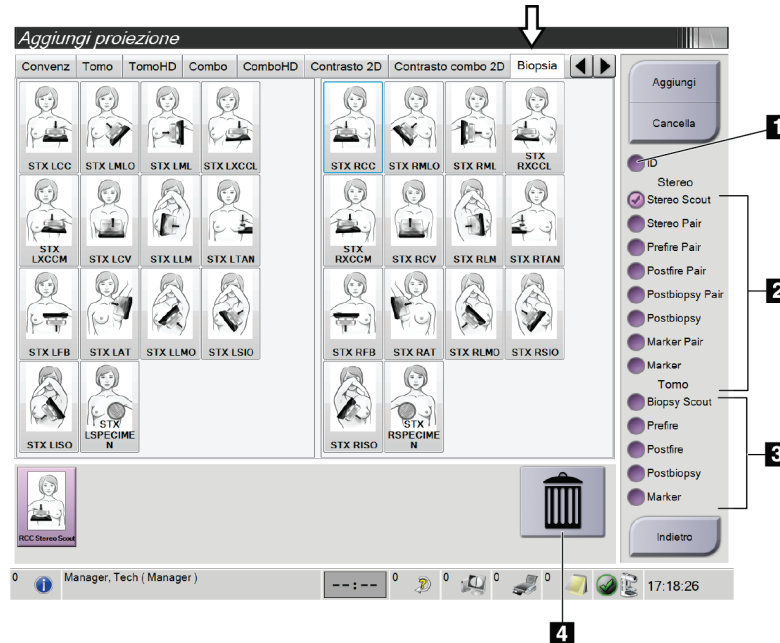 Aggiungi proiezione
Convenz Tomo TomoHD Combo ComboHD Contrasto 2D Contrasto combo 2D Biopsia
STX LCC STX LMLO STX LML STX LXCCL
STX RCC STX RMLO STX RML STX
RXCCL
STX
LXCCM STX LCV STX LLM STX LTAN
STX
RXCCM STX RCV STX RLM STX RTAN
STX LFB STX LAT STX LLMO STX LSIO
STX RFB STX RAT STX RLMO STX RSIO
STX LISO STX
LSPECIME
N
STX RISO STX
RSPECIME
N
Aggiungi
Cancella
1
ID
Stereo
Stereo Scout
Stereo Pair
Prefire Pair
Postfire Pair
Postbiopsy Pair
Postbiopsy
Marker Pair
Marker
2
Tomo
Biopsy Scout
Prefire
Postfire
Postbiopsy
Marker
3
Indietro
RCC Stereo Scout
0 Manager, Tech ( Manager ) --:-- 0 0 0 0 17:18:26
4